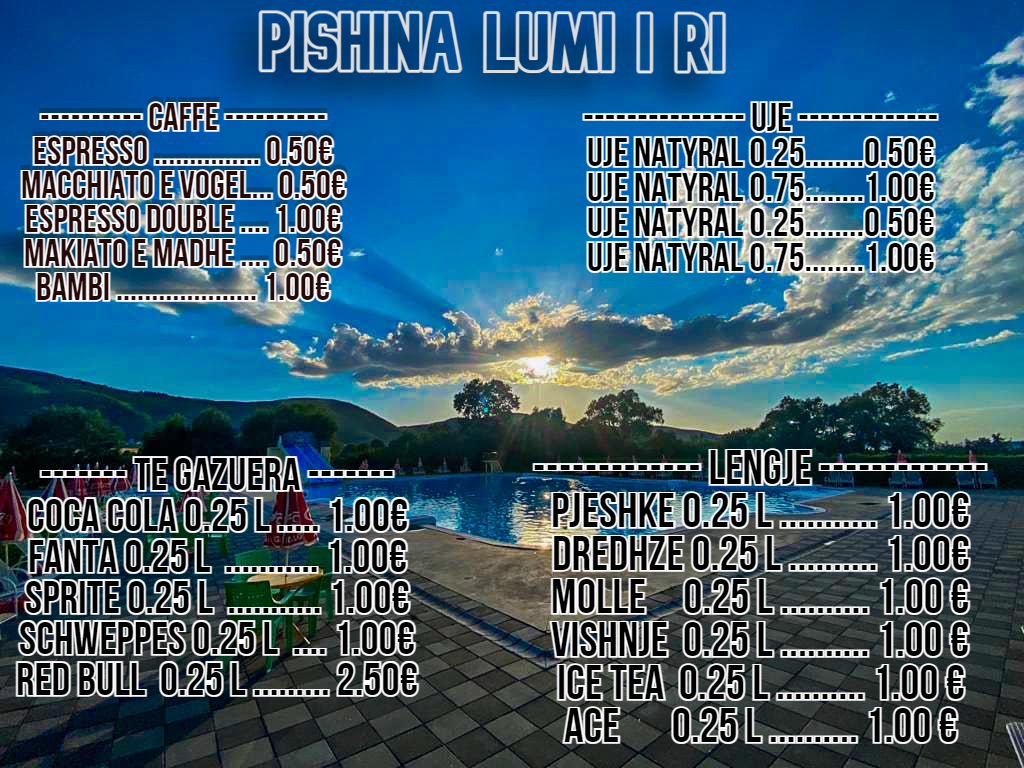 PISHINA LUMI I RI
---------- CAFFE ----------
ESPRESSO ............... 0.50€
MACCHIATO E VOGEL... 0.50€
ESPRESSO DOUBLE .... 1.00€
MAKIATO E MADHE .... 0.50€
BAMBI .................... 1.00€
--------------- UJE -------------
UJE NATYRAL 0.25........0.50€
UJE NATYRAL 0.75........1.00€
UJE NATYRAL 0.25........0.50€
UJE NATYRAL 0.75........1.00€
------- TE GAZUERA -------
COCA COLA 0.25 L ..... 1.00€
FANTA 0.25 L ........... 1.00€
SPRITE 0.25 L ........... 1.00€
SCHWEPPES 0.25 L .... 1.00€
RED BULL 0.25 L ......... 2.50€
------------ LENGJE ------------
PJESHKE 0.25 L ........... 1.00€
DREDHZE 0.25 L .......... 1.00€
MOLLE 0.25 L .......... 1.00 €
VISHNJE 0.25 L .......... 1.00 €
ICE TEA 0.25 L .......... 1.00 €
ACE 0.25 L .......... 1.00 €